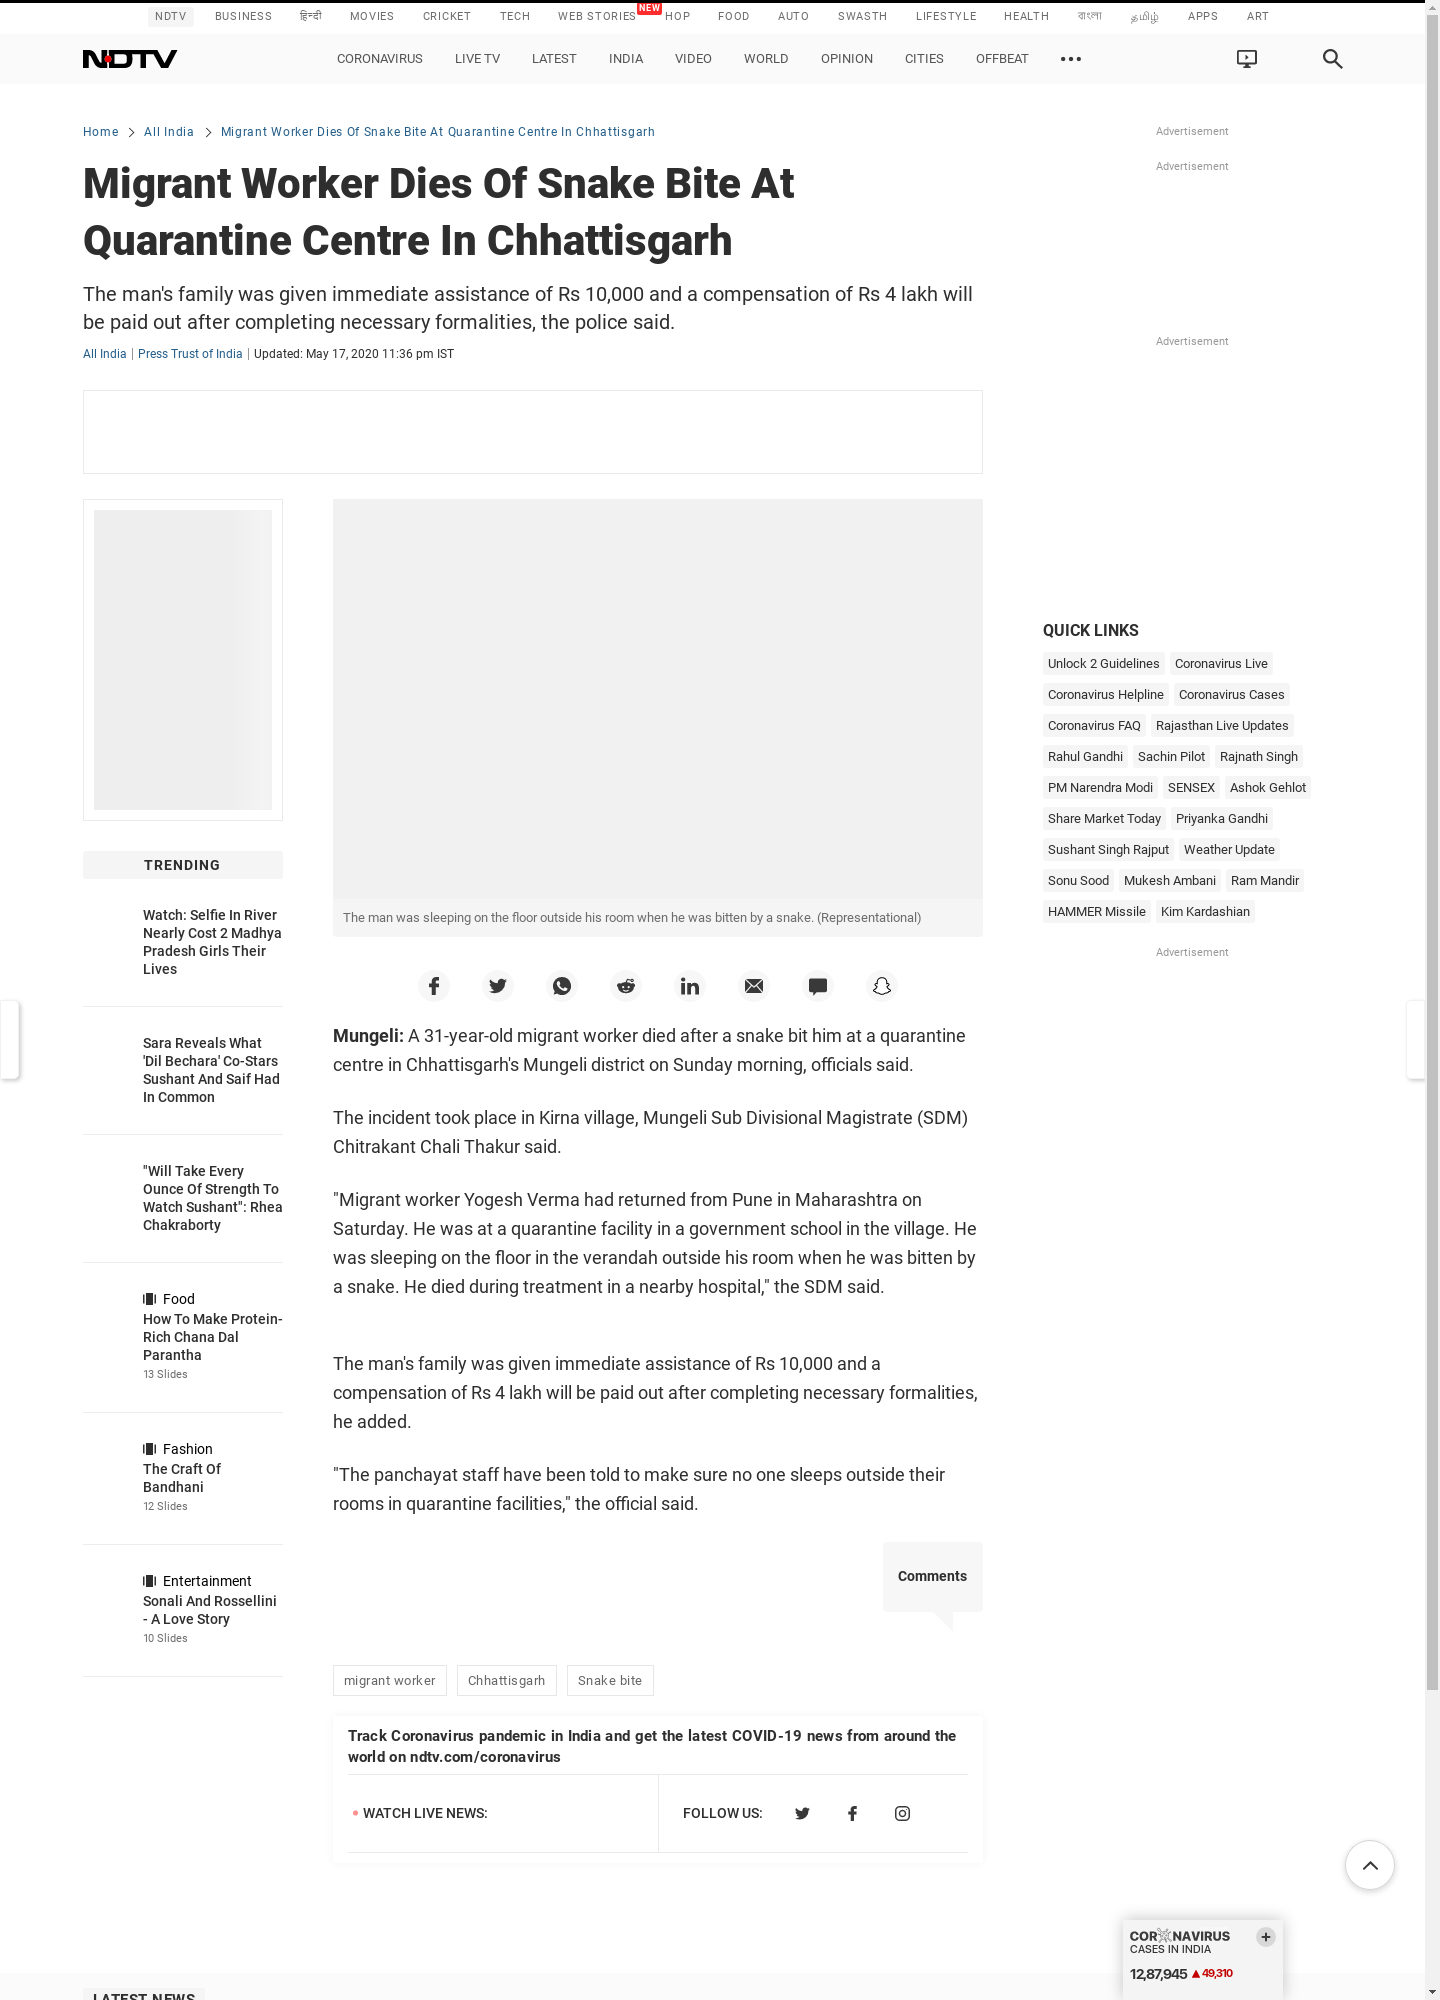 NDTV BUSINESS हिन्दी MOVIES CRICKET TECH WEB STORIES NEW HOP FOOD AUTO SWASTH LIFESTYLE HEALTH বাংলা தமிழ் APPS ART
NDTV CORONAVIRUS LIVE TV LATEST INDIA VIDEO WORLD OPINION CITIES OFFBEAT
Home All India Migrant Worker Dies Of Snake Bite At Quarantine Centre In Chhattisgarh
Migrant Worker Dies Of Snake Bite At
Quarantine Centre In Chhattisgarh
The man's family was given immediate assistance of Rs 10,000 and a compensation of Rs 4 lakh will
be paid out after completing necessary formalities, the police said.
All India | Press Trust of India | Updated: May 17, 2020 11:36 pm IST
TRENDING
Watch: Selfie In River
Nearly Cost 2 Madhya
Pradesh Girls Their
Lives
Sara Reveals What
'Dil Bechara' Co-Stars
Sushant And Saif Had
In Common
"Will Take Every
Ounce Of Strength To
Watch Sushant": Rhea
Chakraborty
Food
How To Make Protein-
Rich Chana Dal
Parantha
13 Slides
Fashion
The Craft Of
Bandhani
12 Slides
Entertainment
Sonali And Rossellini
- A Love Story
10 Slides
The man was sleeping on the floor outside his room when he was bitten by a snake. (Representational)
Mungeli: A 31-year-old migrant worker died after a snake bit him at a quarantine
centre in Chhattisgarh's Mungeli district on Sunday morning, officials said.
The incident took place in Kirna village, Mungeli Sub Divisional Magistrate (SDM)
Chitrakant Chali Thakur said.
"Migrant worker Yogesh Verma had returned from Pune in Maharashtra on
Saturday. He was at a quarantine facility in a government school in the village. He
was sleeping on the floor in the verandah outside his room when he was bitten by
a snake. He died during treatment in a nearby hospital," the SDM said.
The man's family was given immediate assistance of Rs 10,000 and a
compensation of Rs 4 lakh will be paid out after completing necessary formalities,
he added.
"The panchayat staff have been told to make sure no one sleeps outside their
rooms in quarantine facilities," the official said.
Comments
migrant worker Chhattisgarh Snake bite
Track Coronavirus pandemic in India and get the latest COVID-19 news from around the
world on ndtv.com/coronavirus
WATCH LIVE NEWS: FOLLOW US:
Advertisement
Advertisement
Advertisement
QUICK LINKS
Unlock 2 Guidelines Coronavirus Live
Coronavirus Helpline Coronavirus Cases
Coronavirus FAQ Rajasthan Live Updates
Rahul Gandhi Sachin Pilot Rajnath Singh
PM Narendra Modi SENSEX Ashok Gehlot
Share Market Today Priyanka Gandhi
Sushant Singh Rajput Weather Update
Sonu Sood Mukesh Ambani Ram Mandir
HAMMER Missile Kim Kardashian
Advertisement
CORONAVIRUS
CASES IN INDIA
12,87,945 ▲49,310
LATEST NEWS